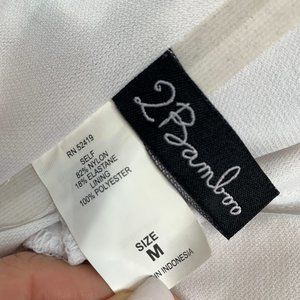 2Bamboo
RN 52419
SELF
82% NYLON
18% ELASTANE
LINING
100% POLYESTER
SIZE
M
IN INDONESIA